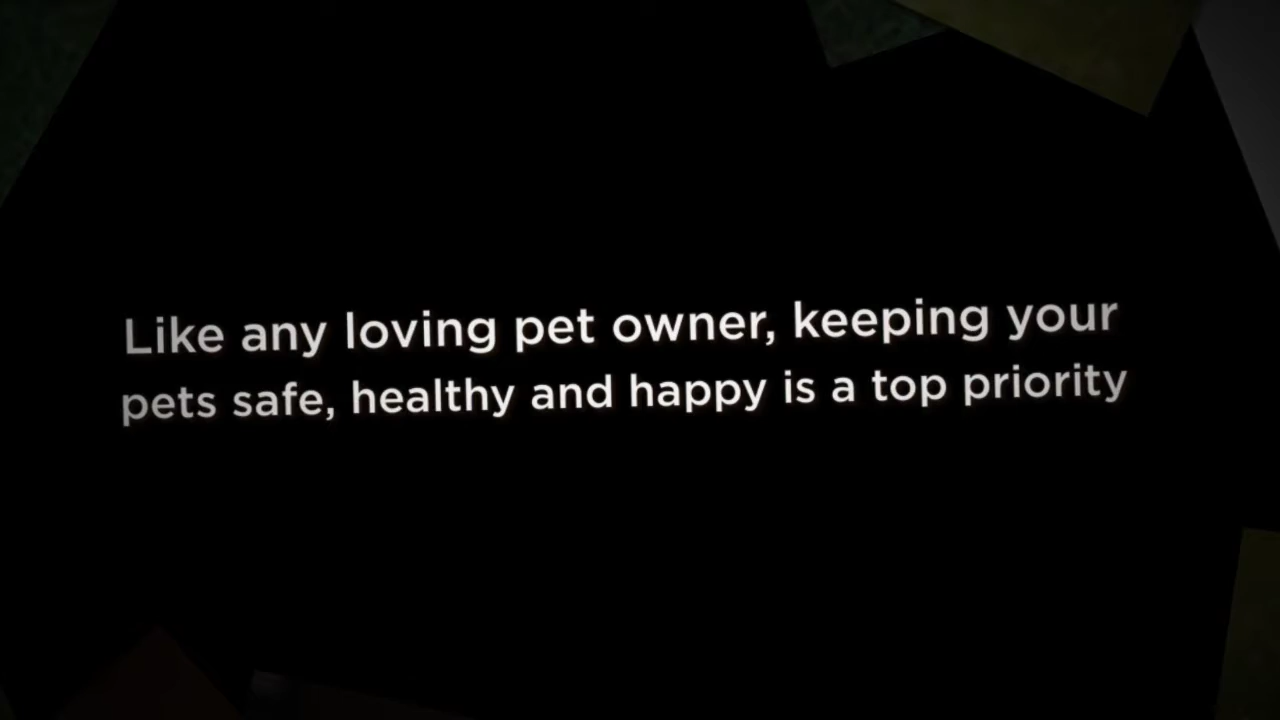 Like any loving pet owner, keeping your
pets safe, healthy and happy is a top priority